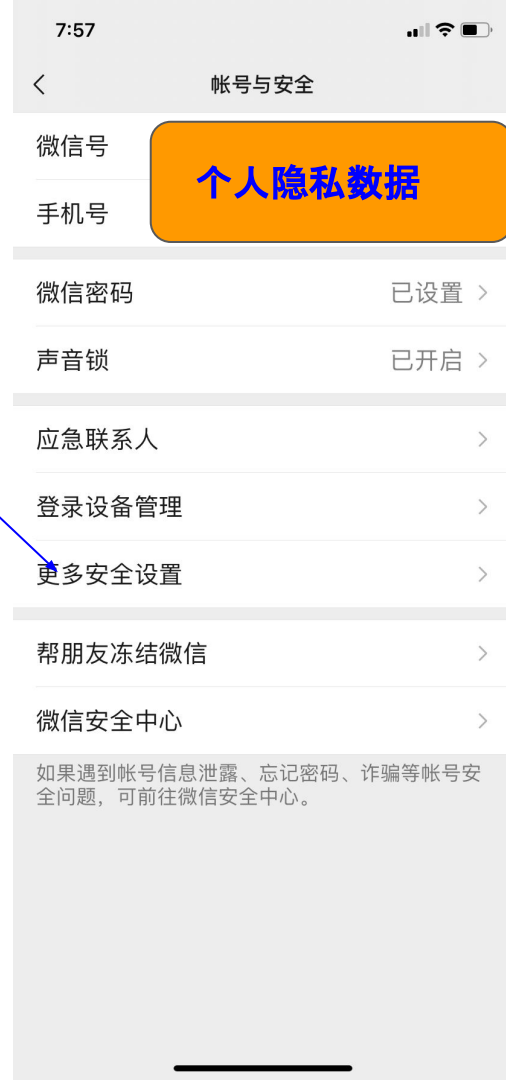 7:57
帐号与安全
微信号
个人隐私数据
手机号
微信密码 已设置
声音锁 已开启
应急联系人
登录设备管理
更多安全设置
帮朋友冻结微信
微信安全中心
如果遇到帐号信息泄露、忘记密码、诈骗等帐号安
全问题，可前往微信安全中心。